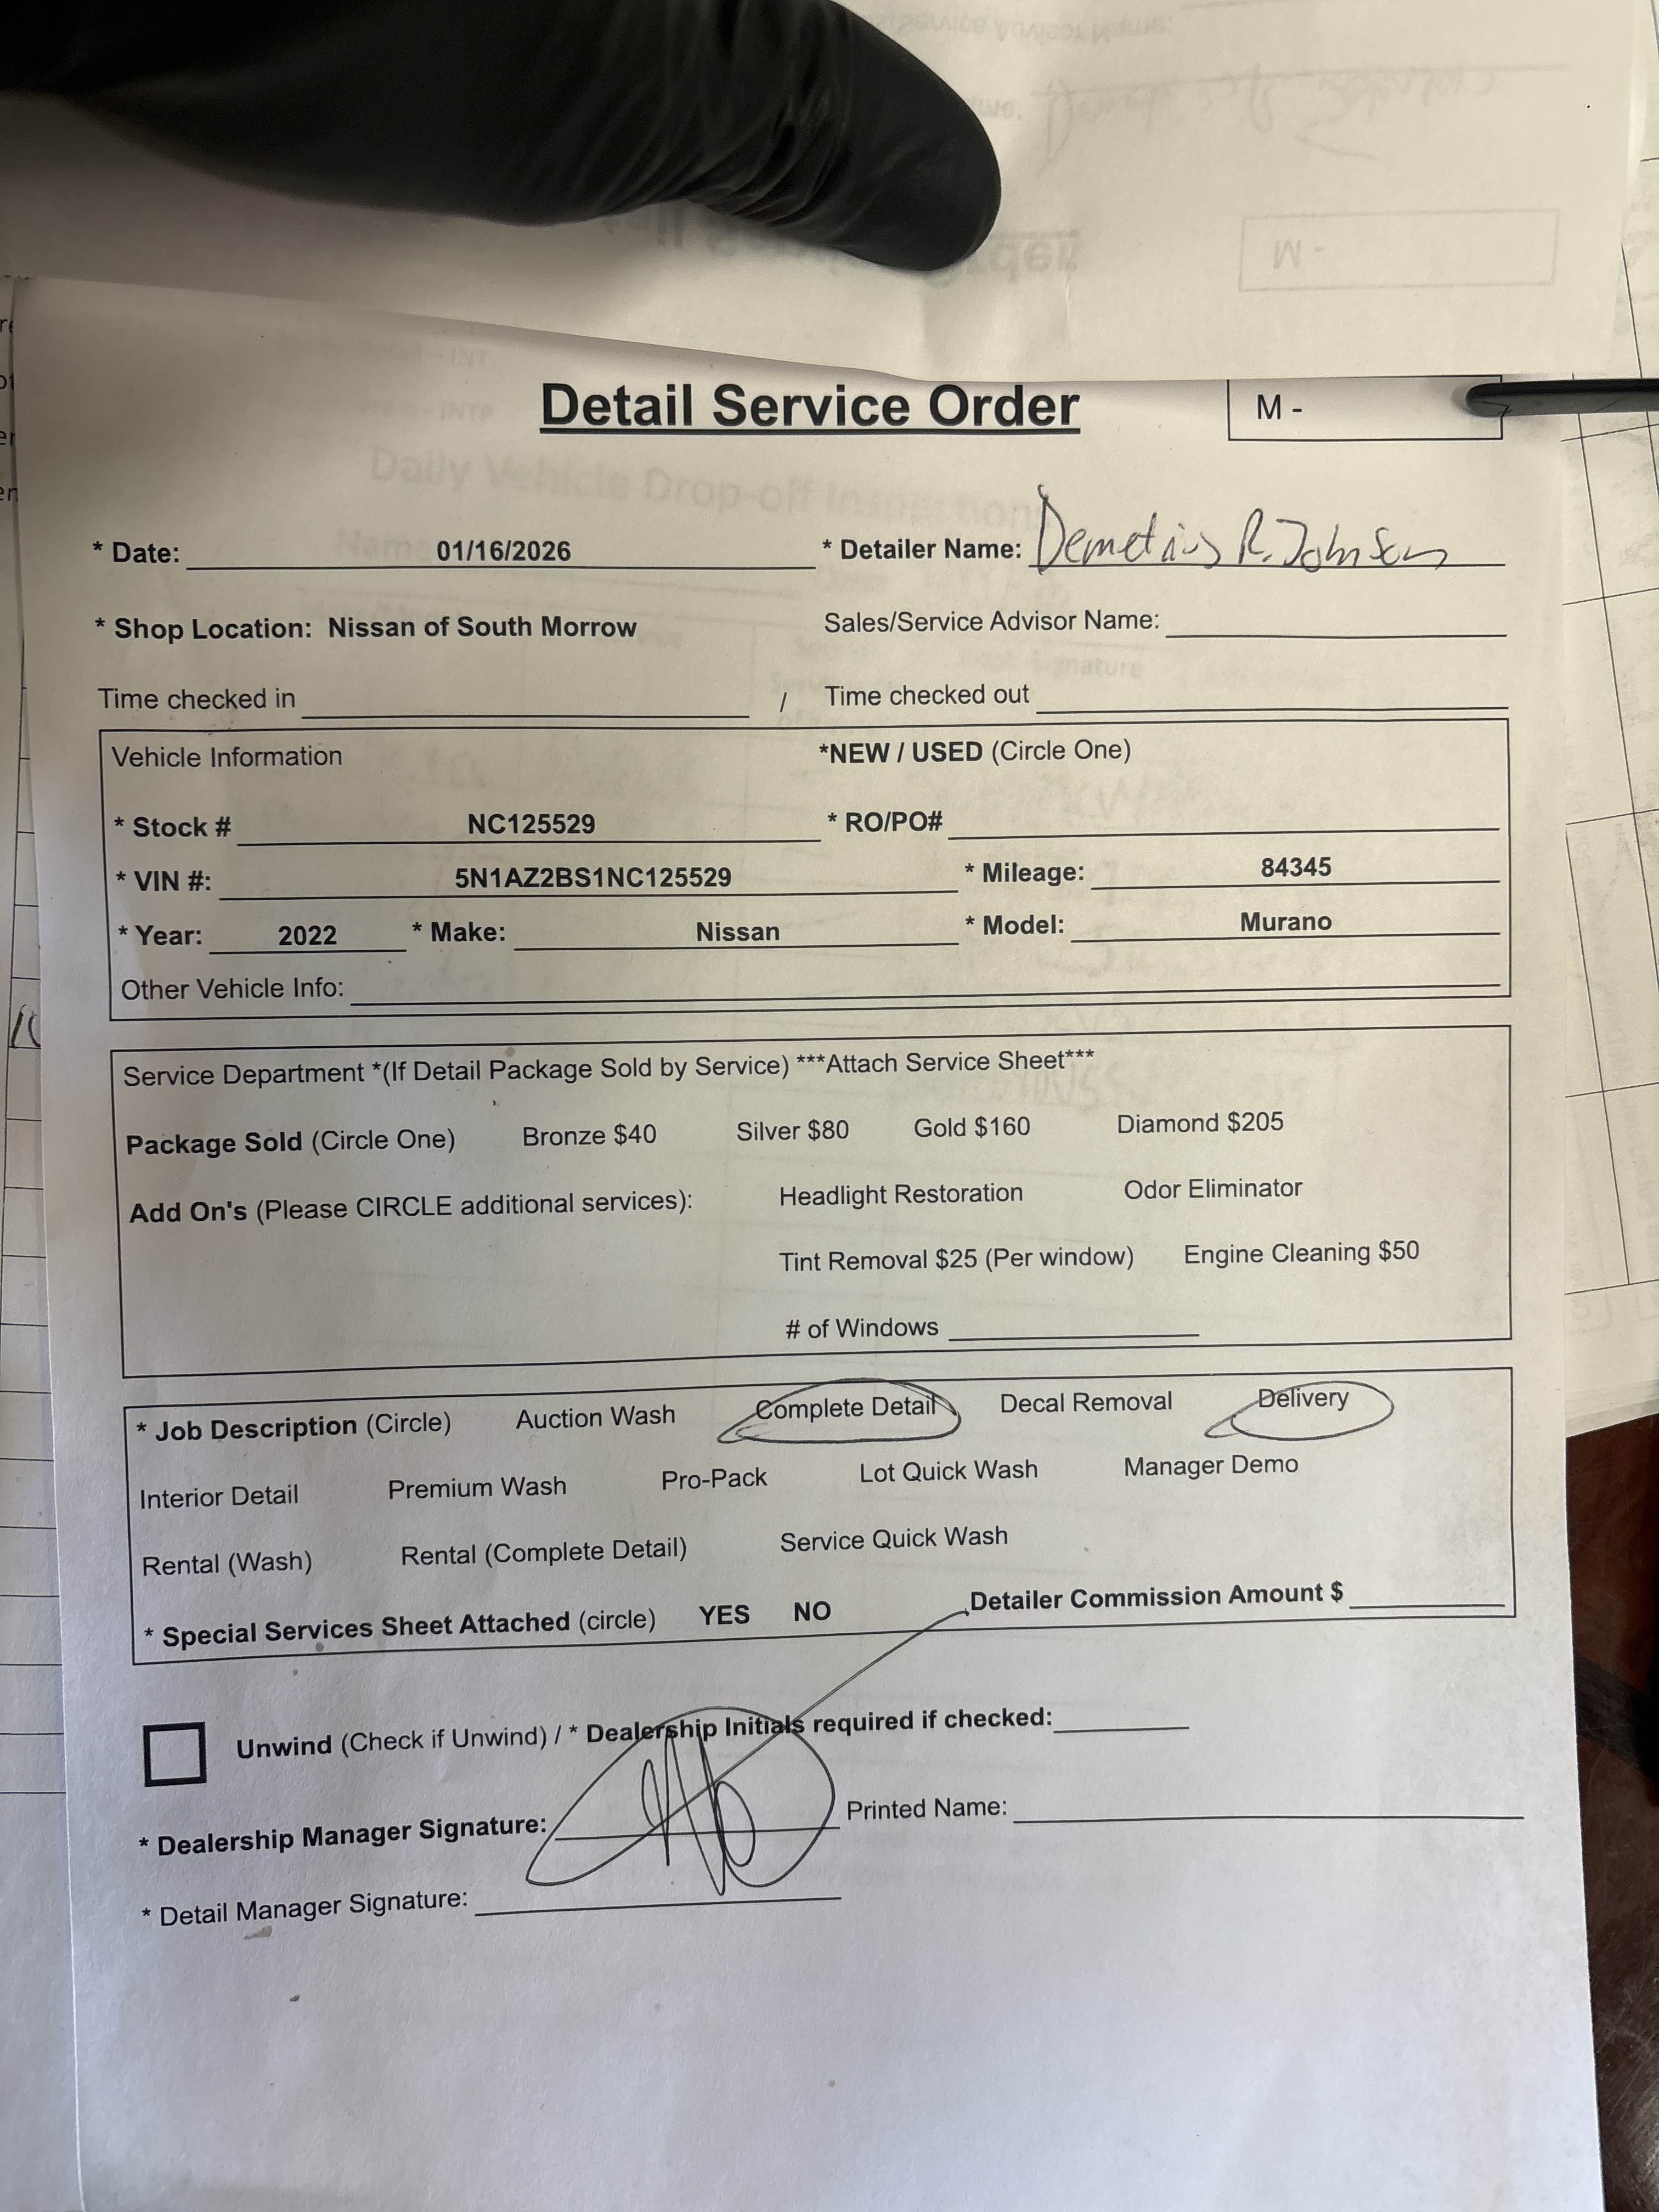 Detail Service Order
M -
* Date: 01/16/2026 * Detailer Name: Demetrius R. Johnson
* Shop Location: Nissan of South Morrow Sales/Service Advisor Name:
Time checked in / Time checked out
Vehicle Information *NEW / USED (Circle One)
* Stock # NC125529 * RO/PO#
* VIN #: 5N1AZ2BS1NC125529 * Mileage: 84345
* Year: 2022 * Make: Nissan * Model: Murano
Other Vehicle Info:
Service Department *(If Detail Package Sold by Service) ***Attach Service Sheet***
Package Sold (Circle One) Bronze $40 Silver $80 Gold $160 Diamond $205
Add On's (Please CIRCLE additional services): Headlight Restoration Odor Eliminator
Tint Removal $25 (Per window) Engine Cleaning $50
# of Windows
* Job Description (Circle) Auction Wash Complete Detail Decal Removal Delivery
Interior Detail Premium Wash Pro-Pack Lot Quick Wash Manager Demo
Rental (Wash) Rental (Complete Detail) Service Quick Wash
* Special Services Sheet Attached (circle) YES NO Detailer Commission Amount $
Unwind (Check if Unwind) / * Dealership Initials required if checked:
* Dealership Manager Signature: Printed Name:
* Detail Manager Signature: